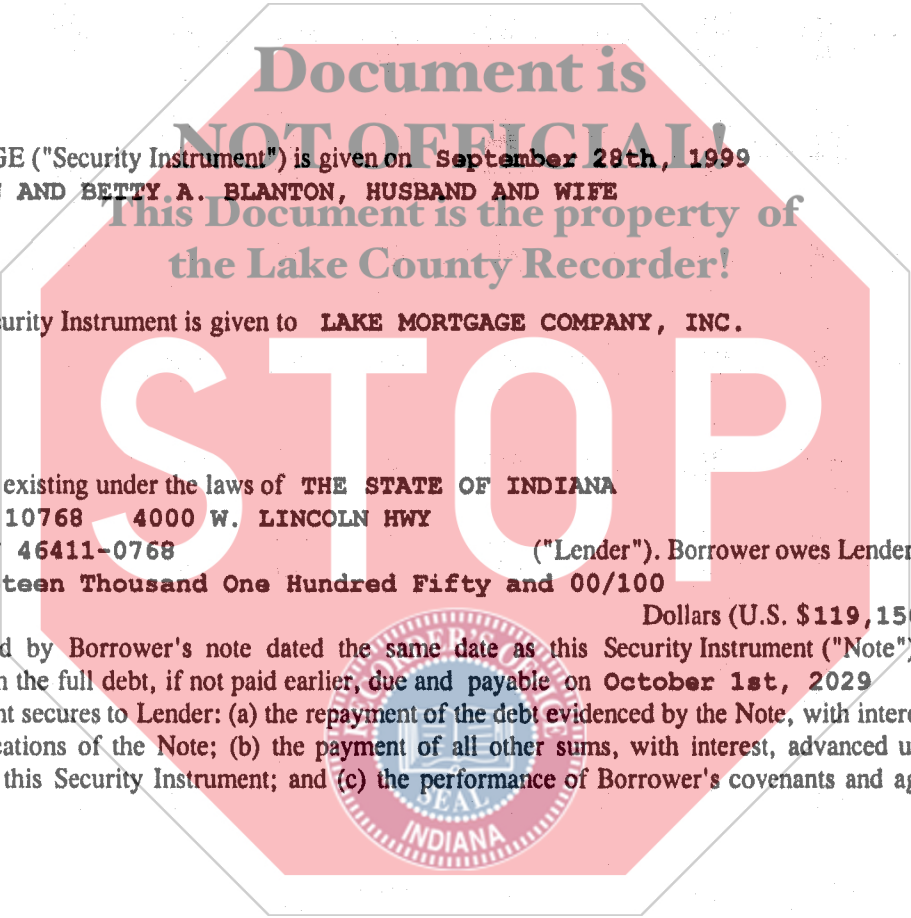 Document is
NOT OFFICIAL!
GE ("Security Instrument") is given on September 28th, 1999
AND BETTY A. BLANTON, HUSBAND AND WIFE
This Document is the property of
the Lake County Recorder!
urity Instrument is given to LAKE MORTGAGE COMPANY, INC.
STOP
existing under the laws of THE STATE OF INDIANA
10768 4000 W. LINCOLN HWY
46411-0768 ("Lender"). Borrower owes Lender
teen Thousand One Hundred Fifty and 00/100
Dollars (U.S. $119,15
d by Borrower's note dated the same date as this Security Instrument ("Note")
the full debt, if not paid earlier, due and payable on October 1st, 2029
nt secures to Lender: (a) the repayment of the debt evidenced by the Note, with inter
cations of the Note; (b) the payment of all other sums, with interest, advanced u
this Security Instrument; and (c) the performance of Borrower's covenants and ag
RECORDER'S OFFICE
SEAL
INDIANA